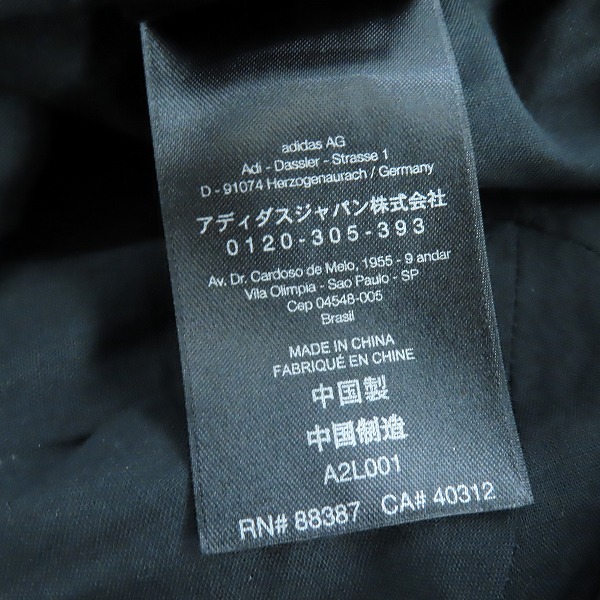 adidas AG
Adi - Dassler - Strasse 1
D - 91074 Herzogenaurach / Germany
アディダスジャパン株式会社
0120-305-393
Av. Dr. Cardoso de Melo, 1955 - 9 andar
Vila Olimpia - Sao Paulo - SP
Cep 04548-005
Brasil
MADE IN CHINA
FABRIQUÉ EN CHINE
中国製
中国制造
A2L001
RN# 88387 CA# 40312